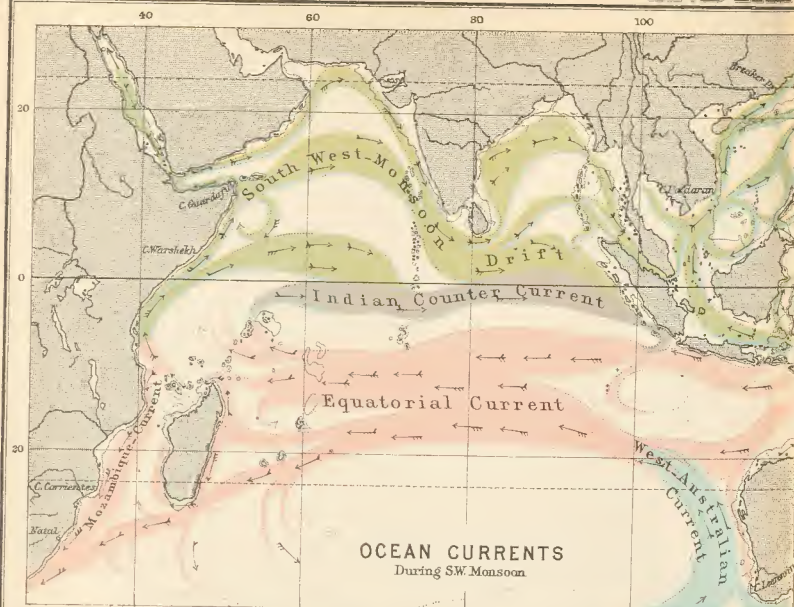 40
60
80
100
20
C. Guardafui
South West-Monsoon
Drift
C. Warshekh
0
Indian Counter Current
Equatorial Current
Mozambique-Current
20
West-Australian
Current
C. Corrientes
Natal
OCEAN CURRENTS
During S.W. Monsoon